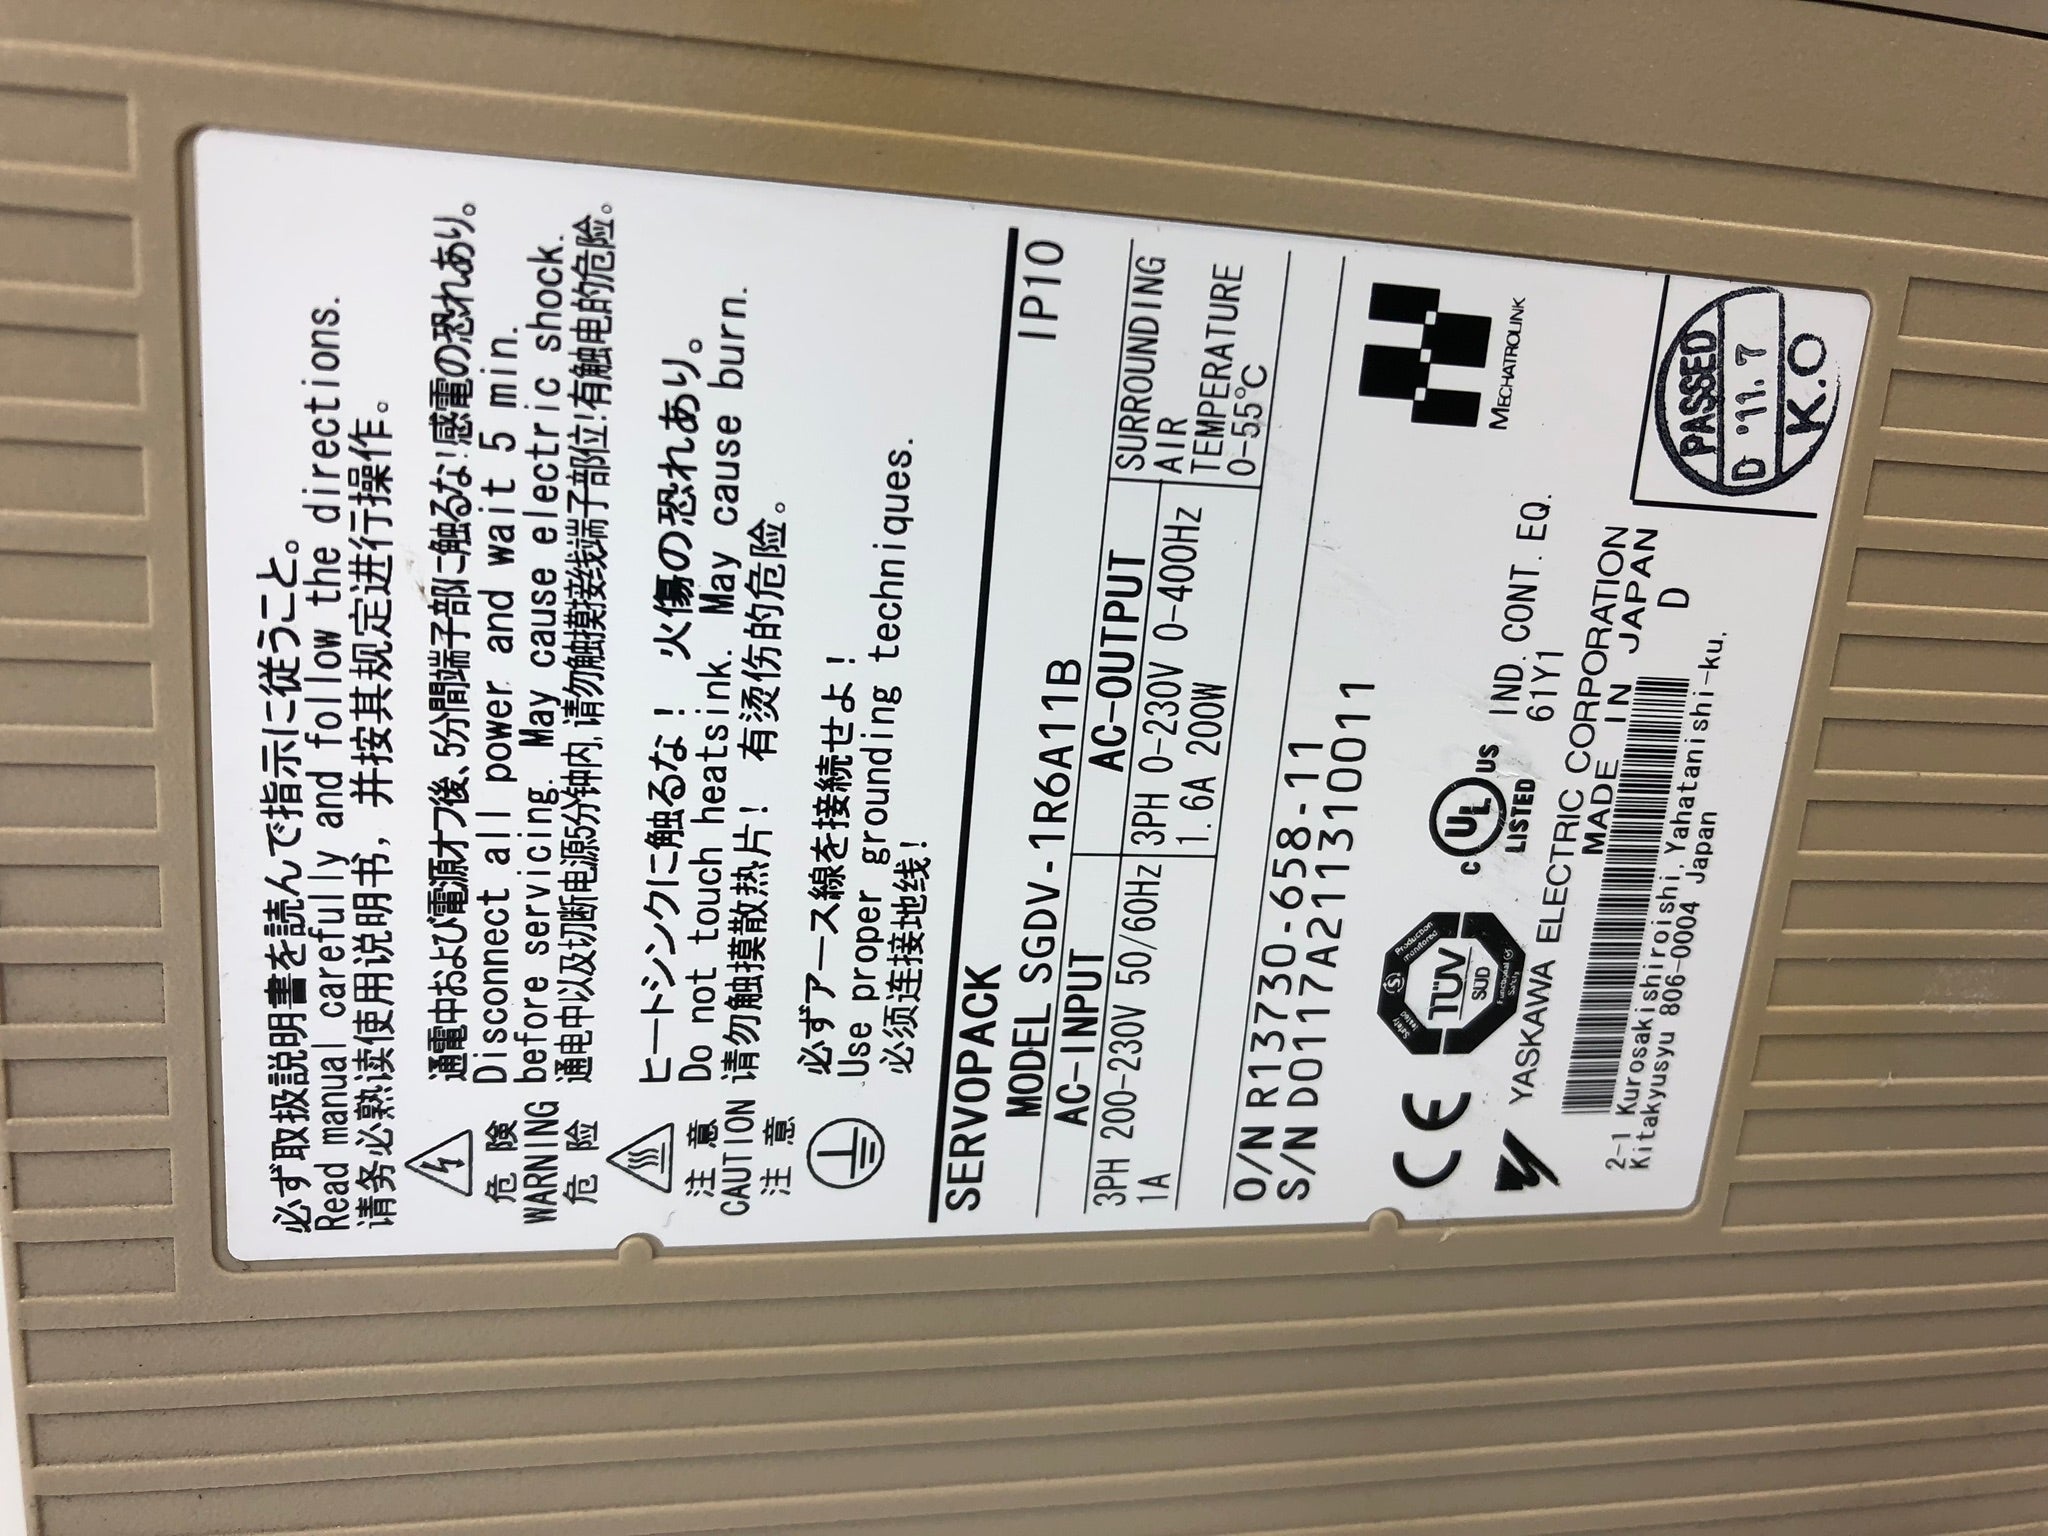 必ず取扱説明書を読んで指示に従うこと。
Read manual carefully and follow the directions.
请务必熟读使用说明书，并按其规定进行操作。
危険
WARNING
危险
通電中および電源オフ後､5分間端子部に触るな!感電の恐れあり。
Disconnect all power and wait 5 min.
before servicing. May cause electric shock.
通电中以及切断电源5分钟内,请勿触摸接线端子部位!有触电的危险。
注意
CAUTION
注意
ヒートシンクに触るな！ 火傷の恐れあり。
Do not touch heatsink. May cause burn.
请勿触摸散热片！有烫伤的危险。
必ずアース線を接続せよ！
Use proper grounding techniques.
必须连接地线！
SERVOPACK
MODEL SGDV-1R6A11B IP10
AC-INPUT
3PH 200-230V 50/60Hz
1A
AC-OUTPUT
3PH 0-230V 0-400Hz
1.6A 200W
SURROUNDING
AIR
TEMPERATURE
0-55℃
O/N R13730-658-11
S/N D0117A211310011
CE
Safety tested
Production monitored
TÜV
SÜD
Functional Safety
c UL US
LISTED
IND. CONT. EQ.
61Y1
MECHATROLINK
YASKAWA ELECTRIC CORPORATION
MADE IN JAPAN
D
2-1 Kurosakishiroishi, Yahatanishi-ku,
Kitakyusyu 806-0004 Japan
PASSED
D '11.7
K.O